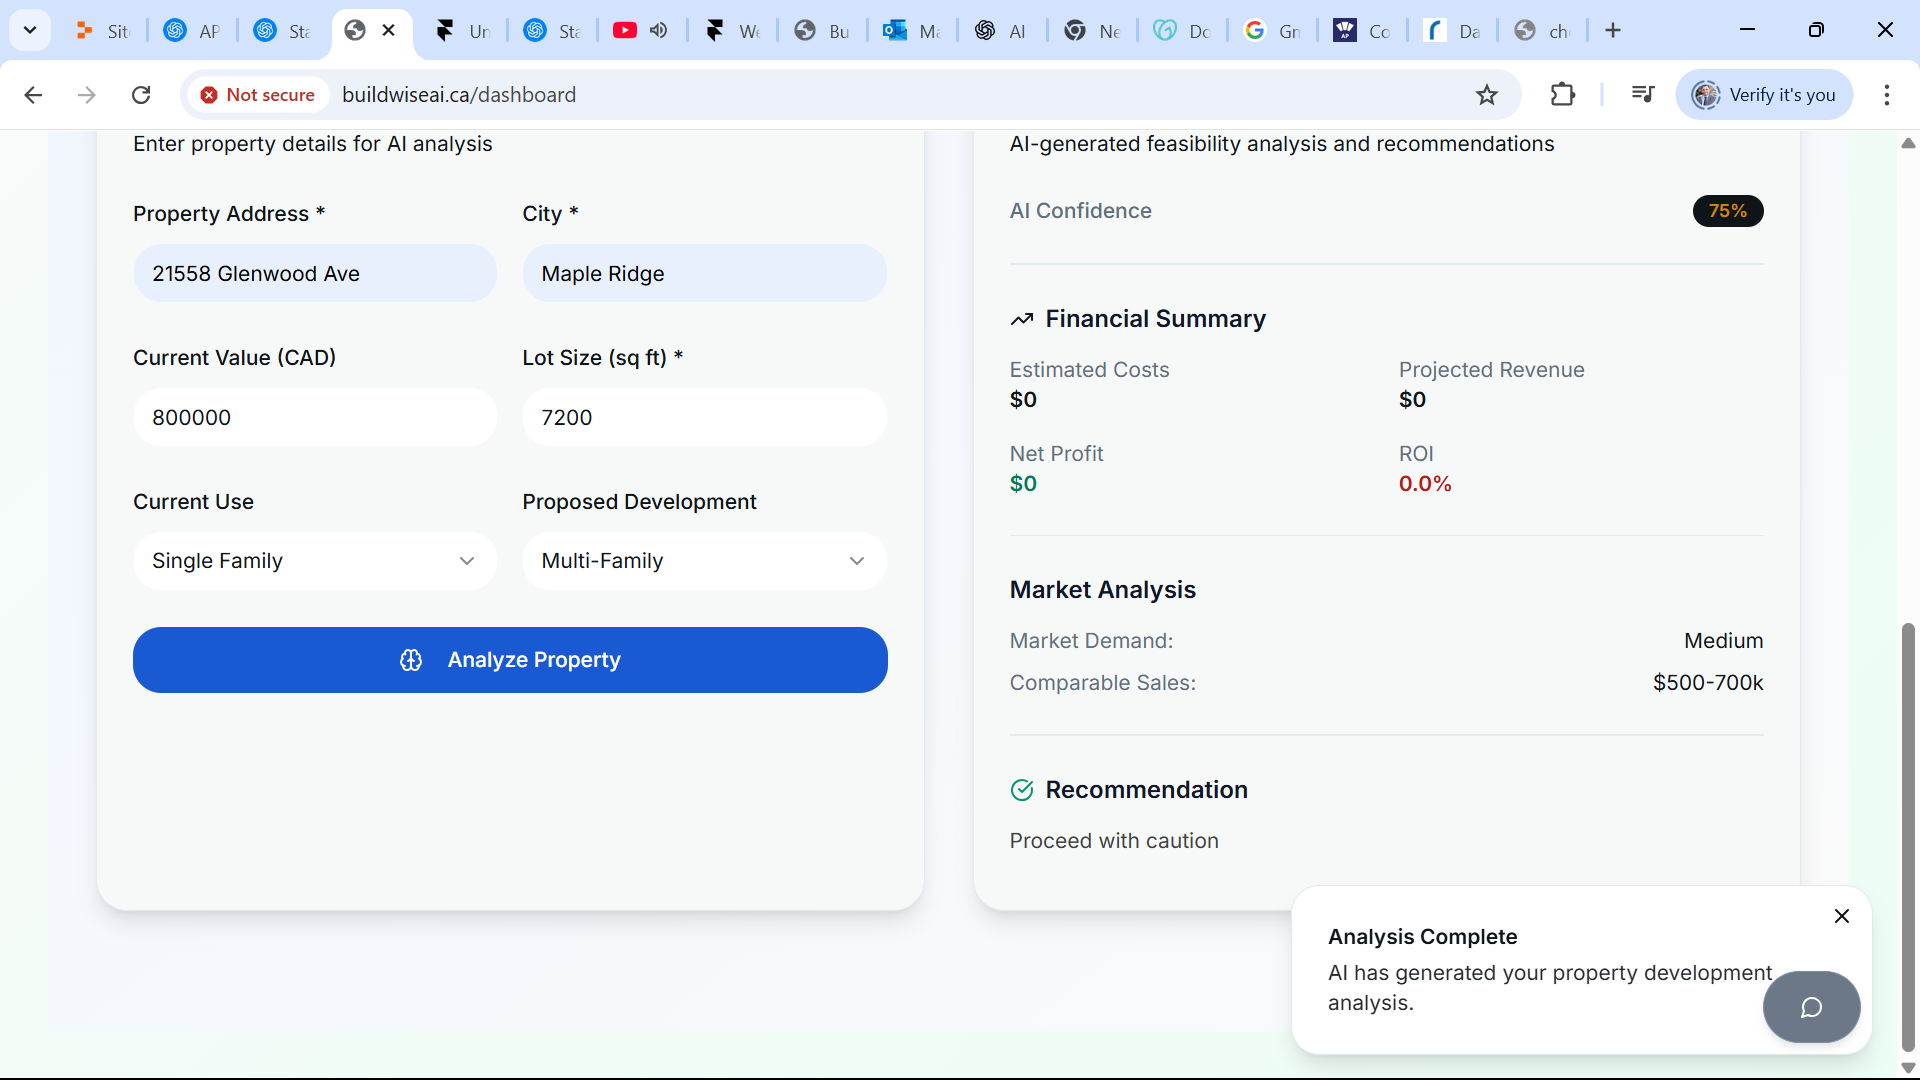 Sit
AP
Sta
Un
Sta
We
Bu
Ma
AI
Ne
Do
Gn
Co
Da
ch
Not secure
buildwiseai.ca/dashboard
Verify it's you
Enter property details for AI analysis
Property Address *
City *
21558 Glenwood Ave
Maple Ridge
Current Value (CAD)
Lot Size (sq ft) *
800000
7200
Current Use
Proposed Development
Single Family
Multi-Family
Analyze Property
AI-generated feasibility analysis and recommendations
AI Confidence
75%
Financial Summary
Estimated Costs
Projected Revenue
$0
$0
Net Profit
ROI
$0
0.0%
Market Analysis
Market Demand:
Medium
Comparable Sales:
$500-700k
Recommendation
Proceed with caution
Analysis Complete
AI has generated your property development
analysis.